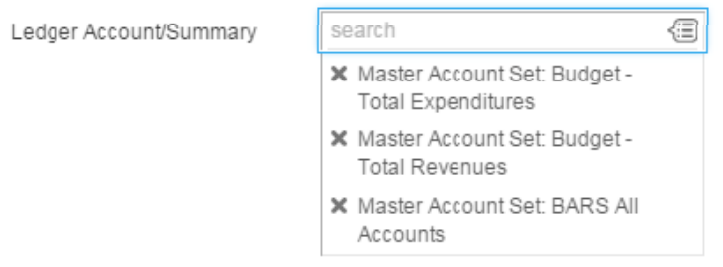 Ledger Account/Summary
search
Master Account Set: Budget -
Total Expenditures
Master Account Set: Budget -
Total Revenues
Master Account Set: BARS All
Accounts